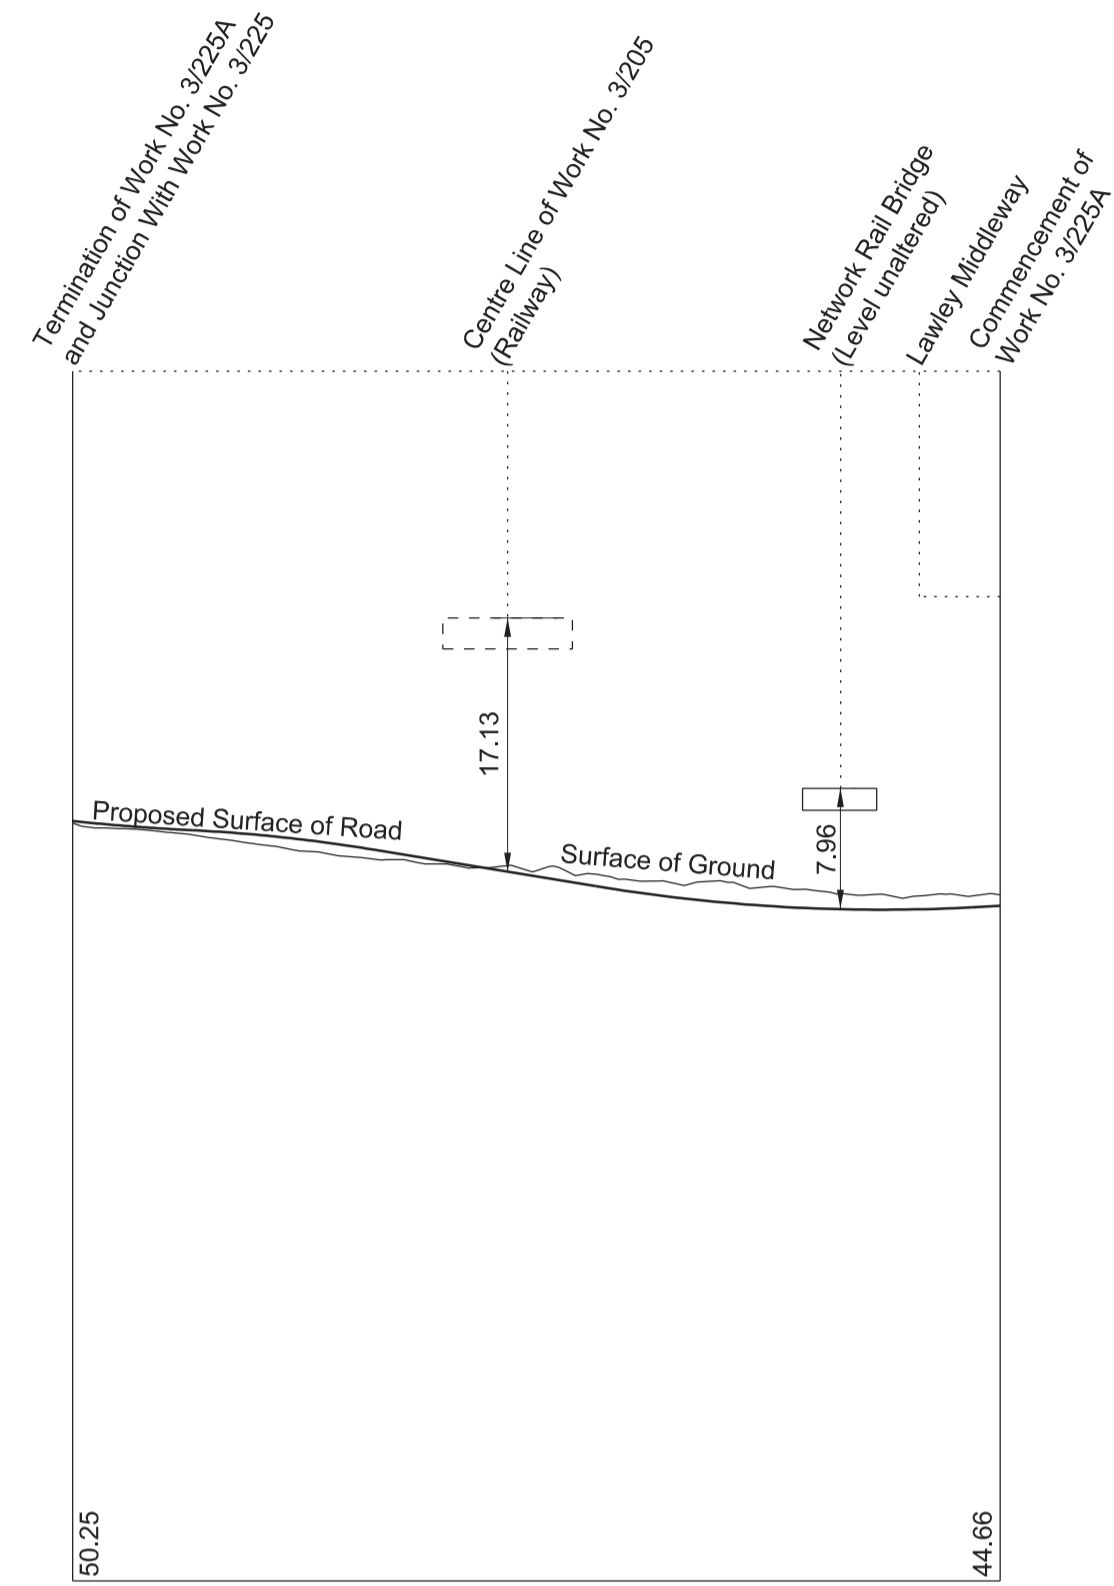 Termination of Work No. 3/225A
and Junction With Work No. 3/225
Centre Line of Work No. 3/205
(Railway)
Network Rail Bridge
(Level unaltered)
Lawley Middleway
Commencement of
Work No. 3/225A
17.13
7.96
Proposed Surface of Road
Surface of Ground
50.25
44.66